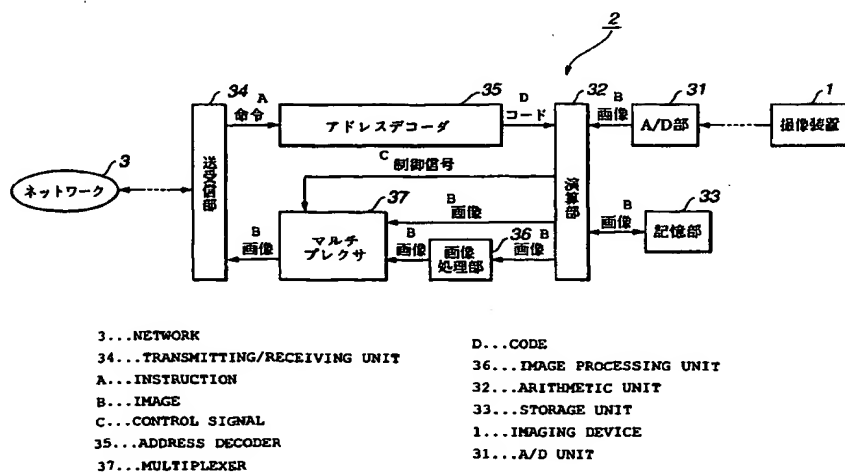 2
34
A
命令
35
アドレスデコーダ
D
コード
32
B
画像
31
A/D部
1
撮像装置
3
ネットワーク
送受信部
C
制御信号
演算部
37
マルチ
プレクサ
B
画像
B
画像
33
記憶部
B
画像
B
画像
36
画像
処理部
B
画像
3...NETWORK
34...TRANSMITTING/RECEIVING UNIT
A...INSTRUCTION
B...IMAGE
C...CONTROL SIGNAL
35...ADDRESS DECODER
37...MULTIPLEXER
D...CODE
36...IMAGE PROCESSING UNIT
32...ARITHMETIC UNIT
33...STORAGE UNIT
1...IMAGING DEVICE
31...A/D UNIT